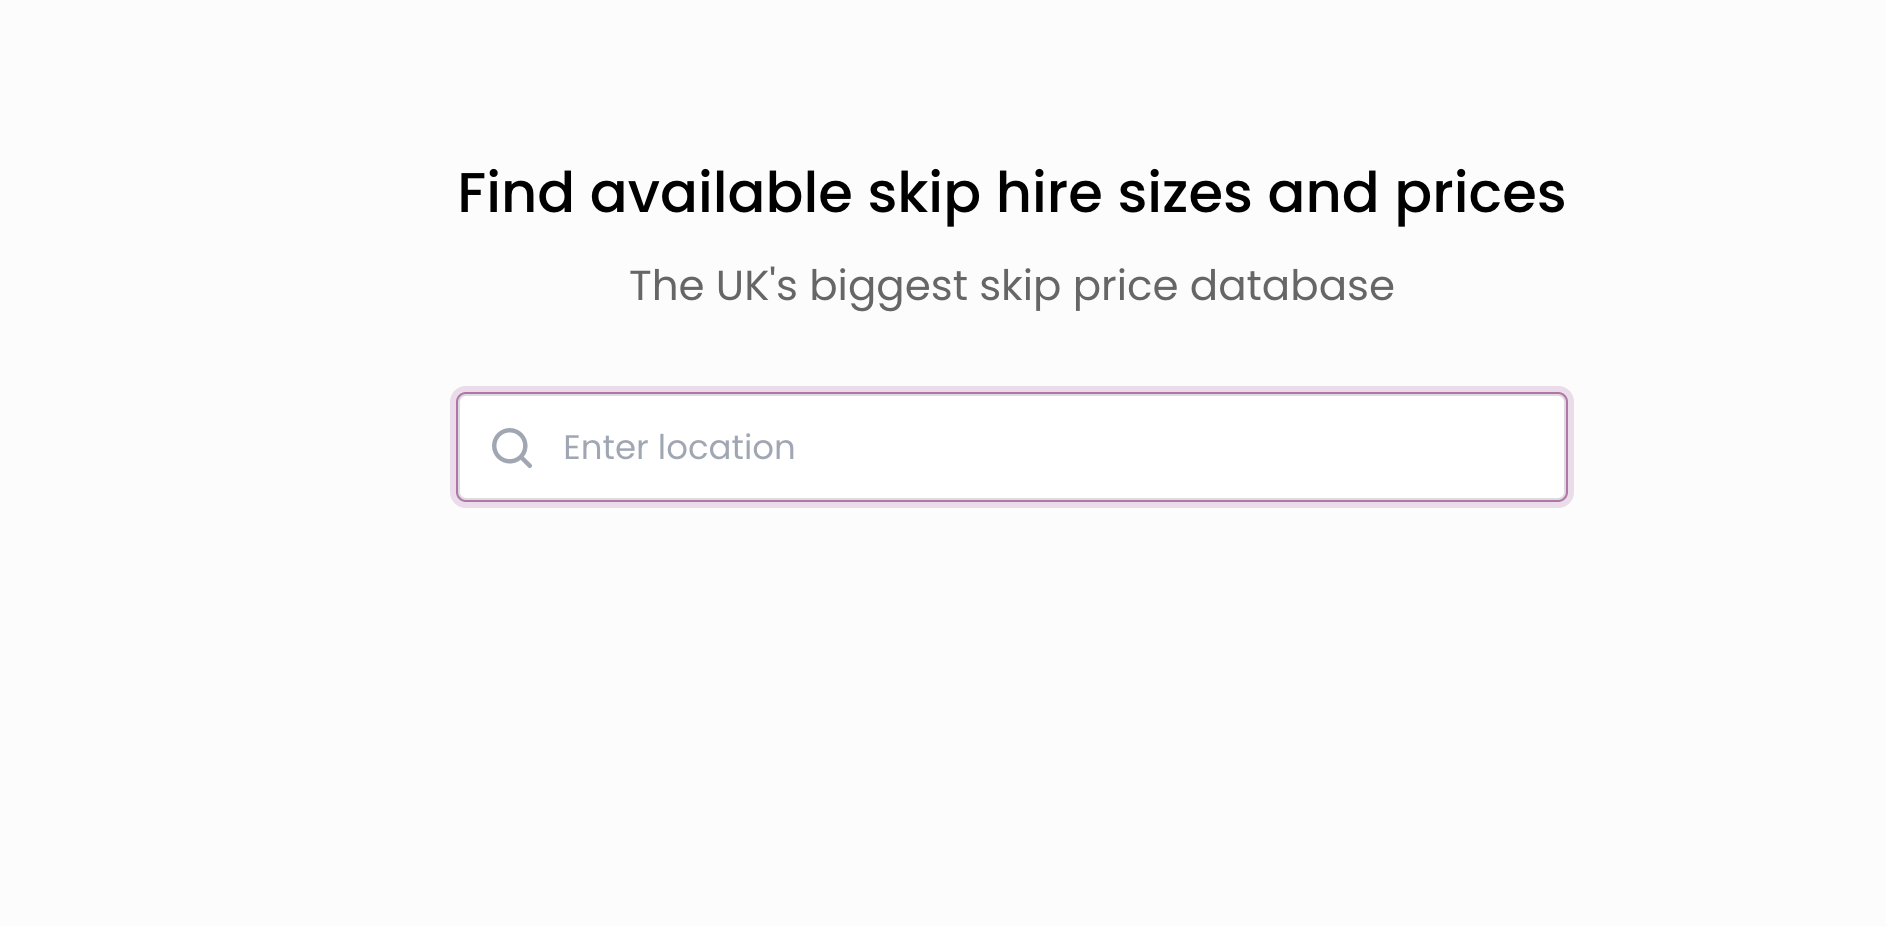 Find available skip hire sizes and prices
The UK's biggest skip price database
Enter location